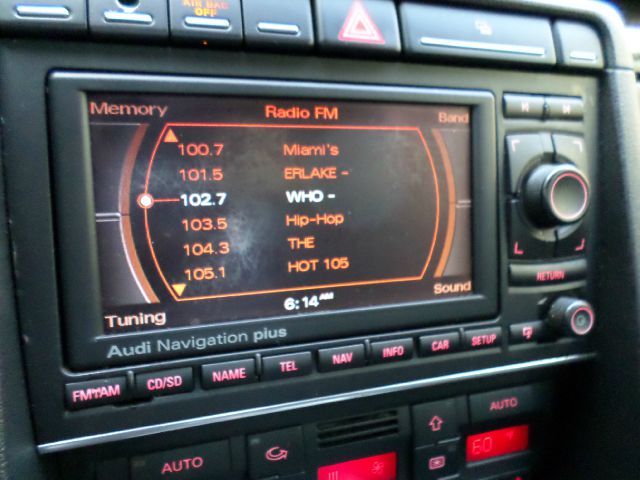 AIR BAG
OFF
Memory
Radio FM
Band
100.7 Miami's
101.5 ERLAKE -
102.7 WHO -
103.5 Hip-Hop
104.3 THE
105.1 HOT 105
6:14 AM
Tuning
Sound
Audi Navigation plus
RETURN
FM/AM
CD/SD
NAME
TEL
NAV
INFO
CAR
SETUP
AUTO
AUTO
60